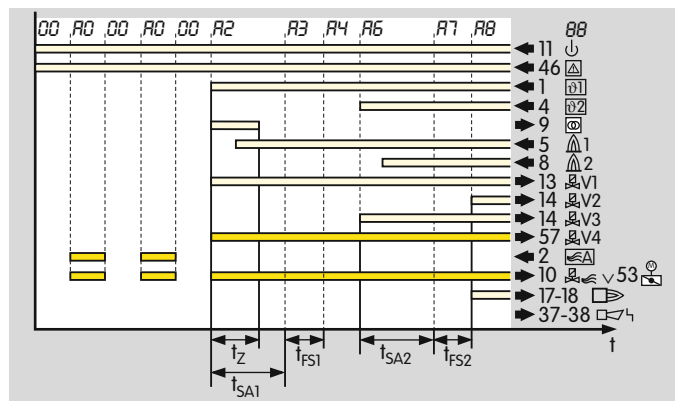 00 A0 00 A0 00 A2 A3 A4 A6 A7 A8 88
11
46
1 ϑ1
4 ϑ2
9
5 1
8 2
13 V1
14 V2
14 V3
57 V4
2 A
10 53 M
17-18
37-38
t
tZ tFS1 tSA2 tFS2
tSA1